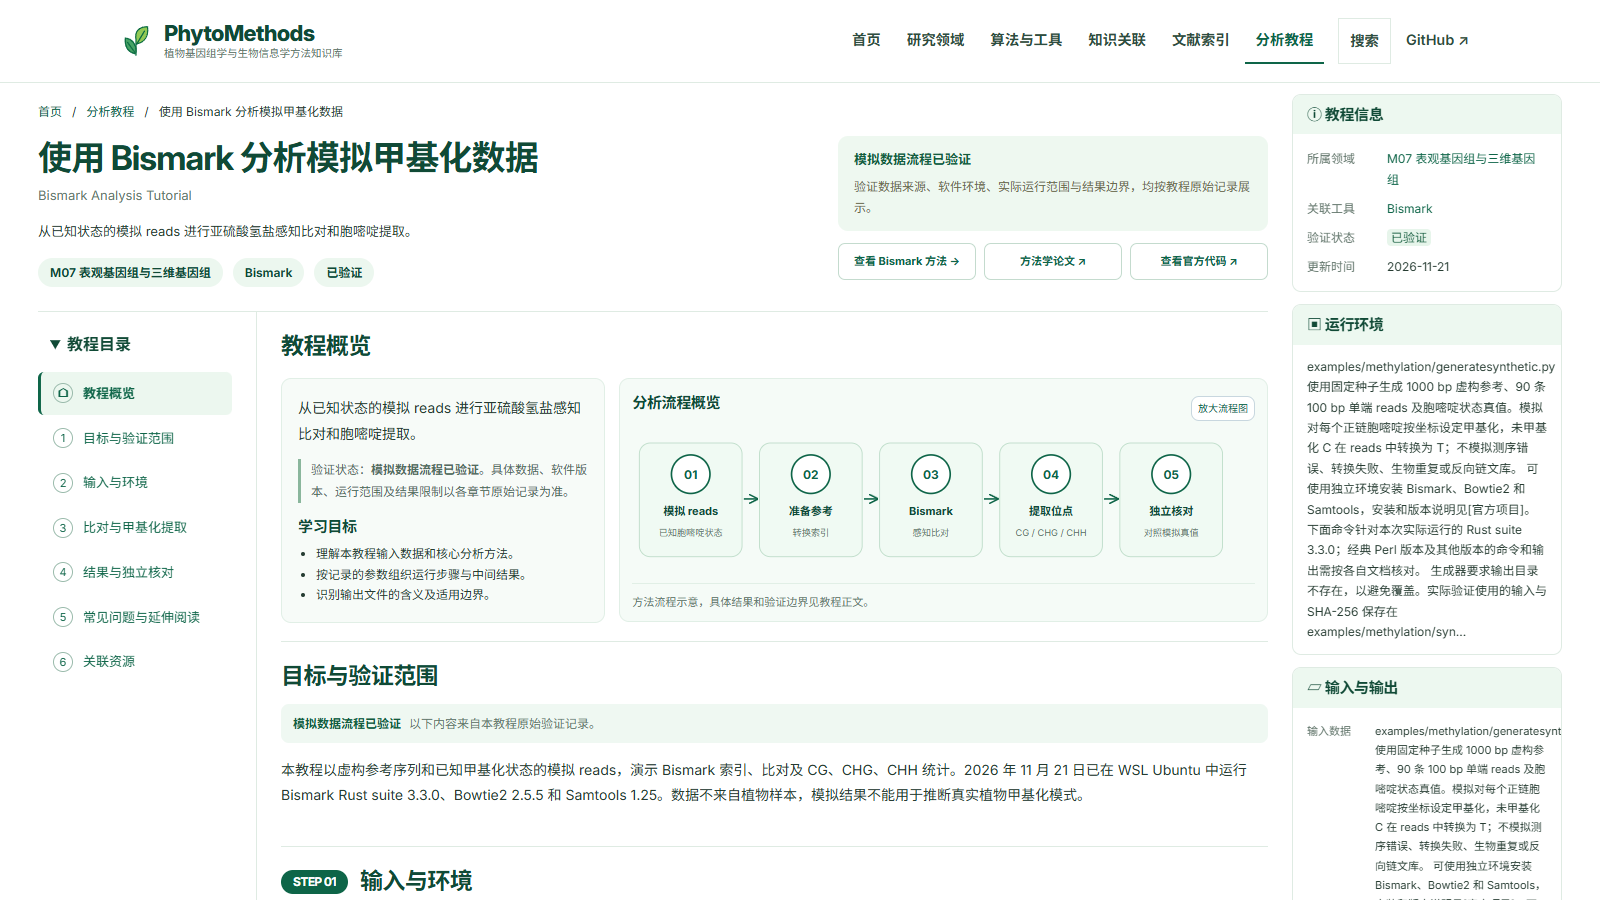 PhytoMethods
植物基因组学与生物信息学方法知识库
首页 研究领域 算法与工具 知识关联 文献索引 分析教程 搜索 GitHub ↗
首页 / 分析教程 / 使用 Bismark 分析模拟甲基化数据
使用 Bismark 分析模拟甲基化数据
Bismark Analysis Tutorial
从已知状态的模拟 reads 进行亚硫酸氢盐感知比对和胞嘧啶提取。
M07 表观基因组与三维基因组 Bismark 已验证
模拟数据流程已验证
验证数据来源、软件环境、实际运行范围与结果边界，均按教程原始记录展
示。
查看 Bismark 方法 → 方法学论文 ↗ 查看官方代码 ↗
▼ 教程目录
教程概览
1 目标与验证范围
2 输入与环境
3 比对与甲基化提取
4 结果与独立核对
5 常见问题与延伸阅读
6 关联资源
教程概览
从已知状态的模拟 reads 进行亚硫酸氢盐感知
比对和胞嘧啶提取。
验证状态：模拟数据流程已验证。具体数据、软件版
本、运行范围及结果限制以各章节原始记录为准。
学习目标
• 理解本教程输入数据和核心分析方法。
• 按记录的参数组织运行步骤与中间结果。
• 识别输出文件的含义及适用边界。
分析流程概览
放大流程图
01 02 03 04 05
模拟 reads 准备参考 Bismark 提取位点 独立核对
已知胞嘧啶状态 转换索引 感知比对 CG / CHG / CHH 对照模拟真值
方法流程示意，具体结果和验证边界见教程正文。
目标与验证范围
模拟数据流程已验证 以下内容来自本教程原始验证记录。
本教程以虚构参考序列和已知甲基化状态的模拟 reads，演示 Bismark 索引、比对及 CG、CHG、CHH 统计。2026 年 11 月 21 日已在 WSL Ubuntu 中运行
Bismark Rust suite 3.3.0、Bowtie2 2.5.5 和 Samtools 1.25。数据不来自植物样本，模拟结果不能用于推断真实植物甲基化模式。
STEP 01 输入与环境
ⓘ 教程信息
所属领域 M07 表观基因组与三维基因
组
关联工具 Bismark
验证状态 已验证
更新时间 2026-11-21
▣ 运行环境
examples/methylation/generatesynthetic.py
使用固定种子生成 1000 bp 虚构参考、90 条
100 bp 单端 reads 及胞嘧啶状态真值。模拟
对每个正链胞嘧啶按坐标设定甲基化，未甲基
化 C 在 reads 中转换为 T；不模拟测序错
误、转换失败、生物重复或反向链文库。 可
使用独立环境安装 Bismark、Bowtie2 和
Samtools，安装和版本说明见[官方项目]。
下面命令针对本次实际运行的 Rust suite
3.3.0；经典 Perl 版本及其他版本的命令和输
出需按各自文档核对。 生成器要求输出目录
不存在，以避免覆盖。实际验证使用的输入与
SHA-256 保存在
examples/methylation/syn...
▱ 输入与输出
输入数据 examples/methylation/generatesynt
使用固定种子生成 1000 bp 虚构参
考、90 条 100 bp 单端 reads 及胞
嘧啶状态真值。模拟对每个正链胞
嘧啶按坐标设定甲基化，未甲基化
C 在 reads 中转换为 T；不模拟测
序错误、转换失败、生物重复或反
向链文库。 可使用独立环境安装
Bismark、Bowtie2 和 Samtools，